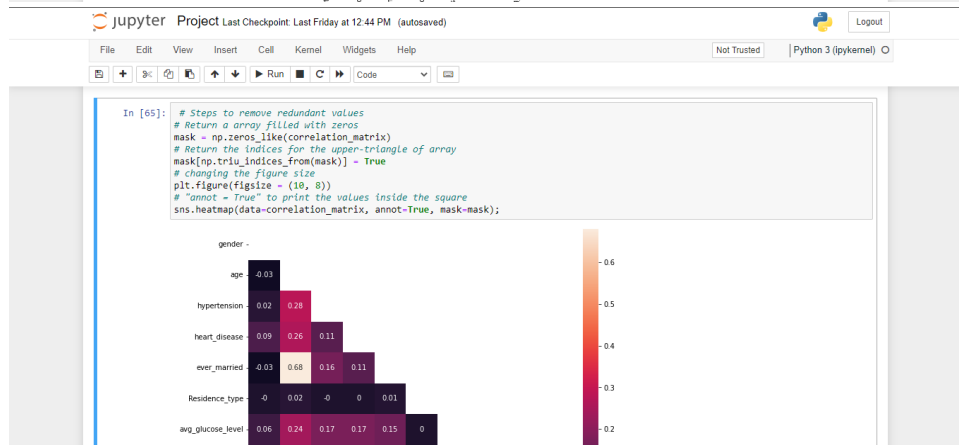 jupyter Project Last Checkpoint: Last Friday at 12:44 PM (autosaved)
Logout
File Edit View Insert Cell Kernel Widgets Help
Not Trusted
Python 3 (ipykernel)
Run
Code
In [65]:
# Steps to remove redundant values
# Return a array filled with zeros
mask = np.zeros_like(correlation_matrix)
# Return the indices for the upper-triangle of array
mask[np.triu_indices_from(mask)] = True
# changing the figure size
plt.figure(figsize = (10, 8))
# "annot = True" to print the values inside the square
sns.heatmap(data=correlation_matrix, annot=True, mask=mask);
gender
age -0.03
hypertension 0.02 0.28
heart_disease 0.09 0.26 0.11
ever_married -0.03 0.68 0.16 0.11
Residence_type -0 0.02 -0 0 0.01
avg_glucose_level 0.06 0.24 0.17 0.17 0.15 0
0.6
0.5
0.4
0.3
0.2